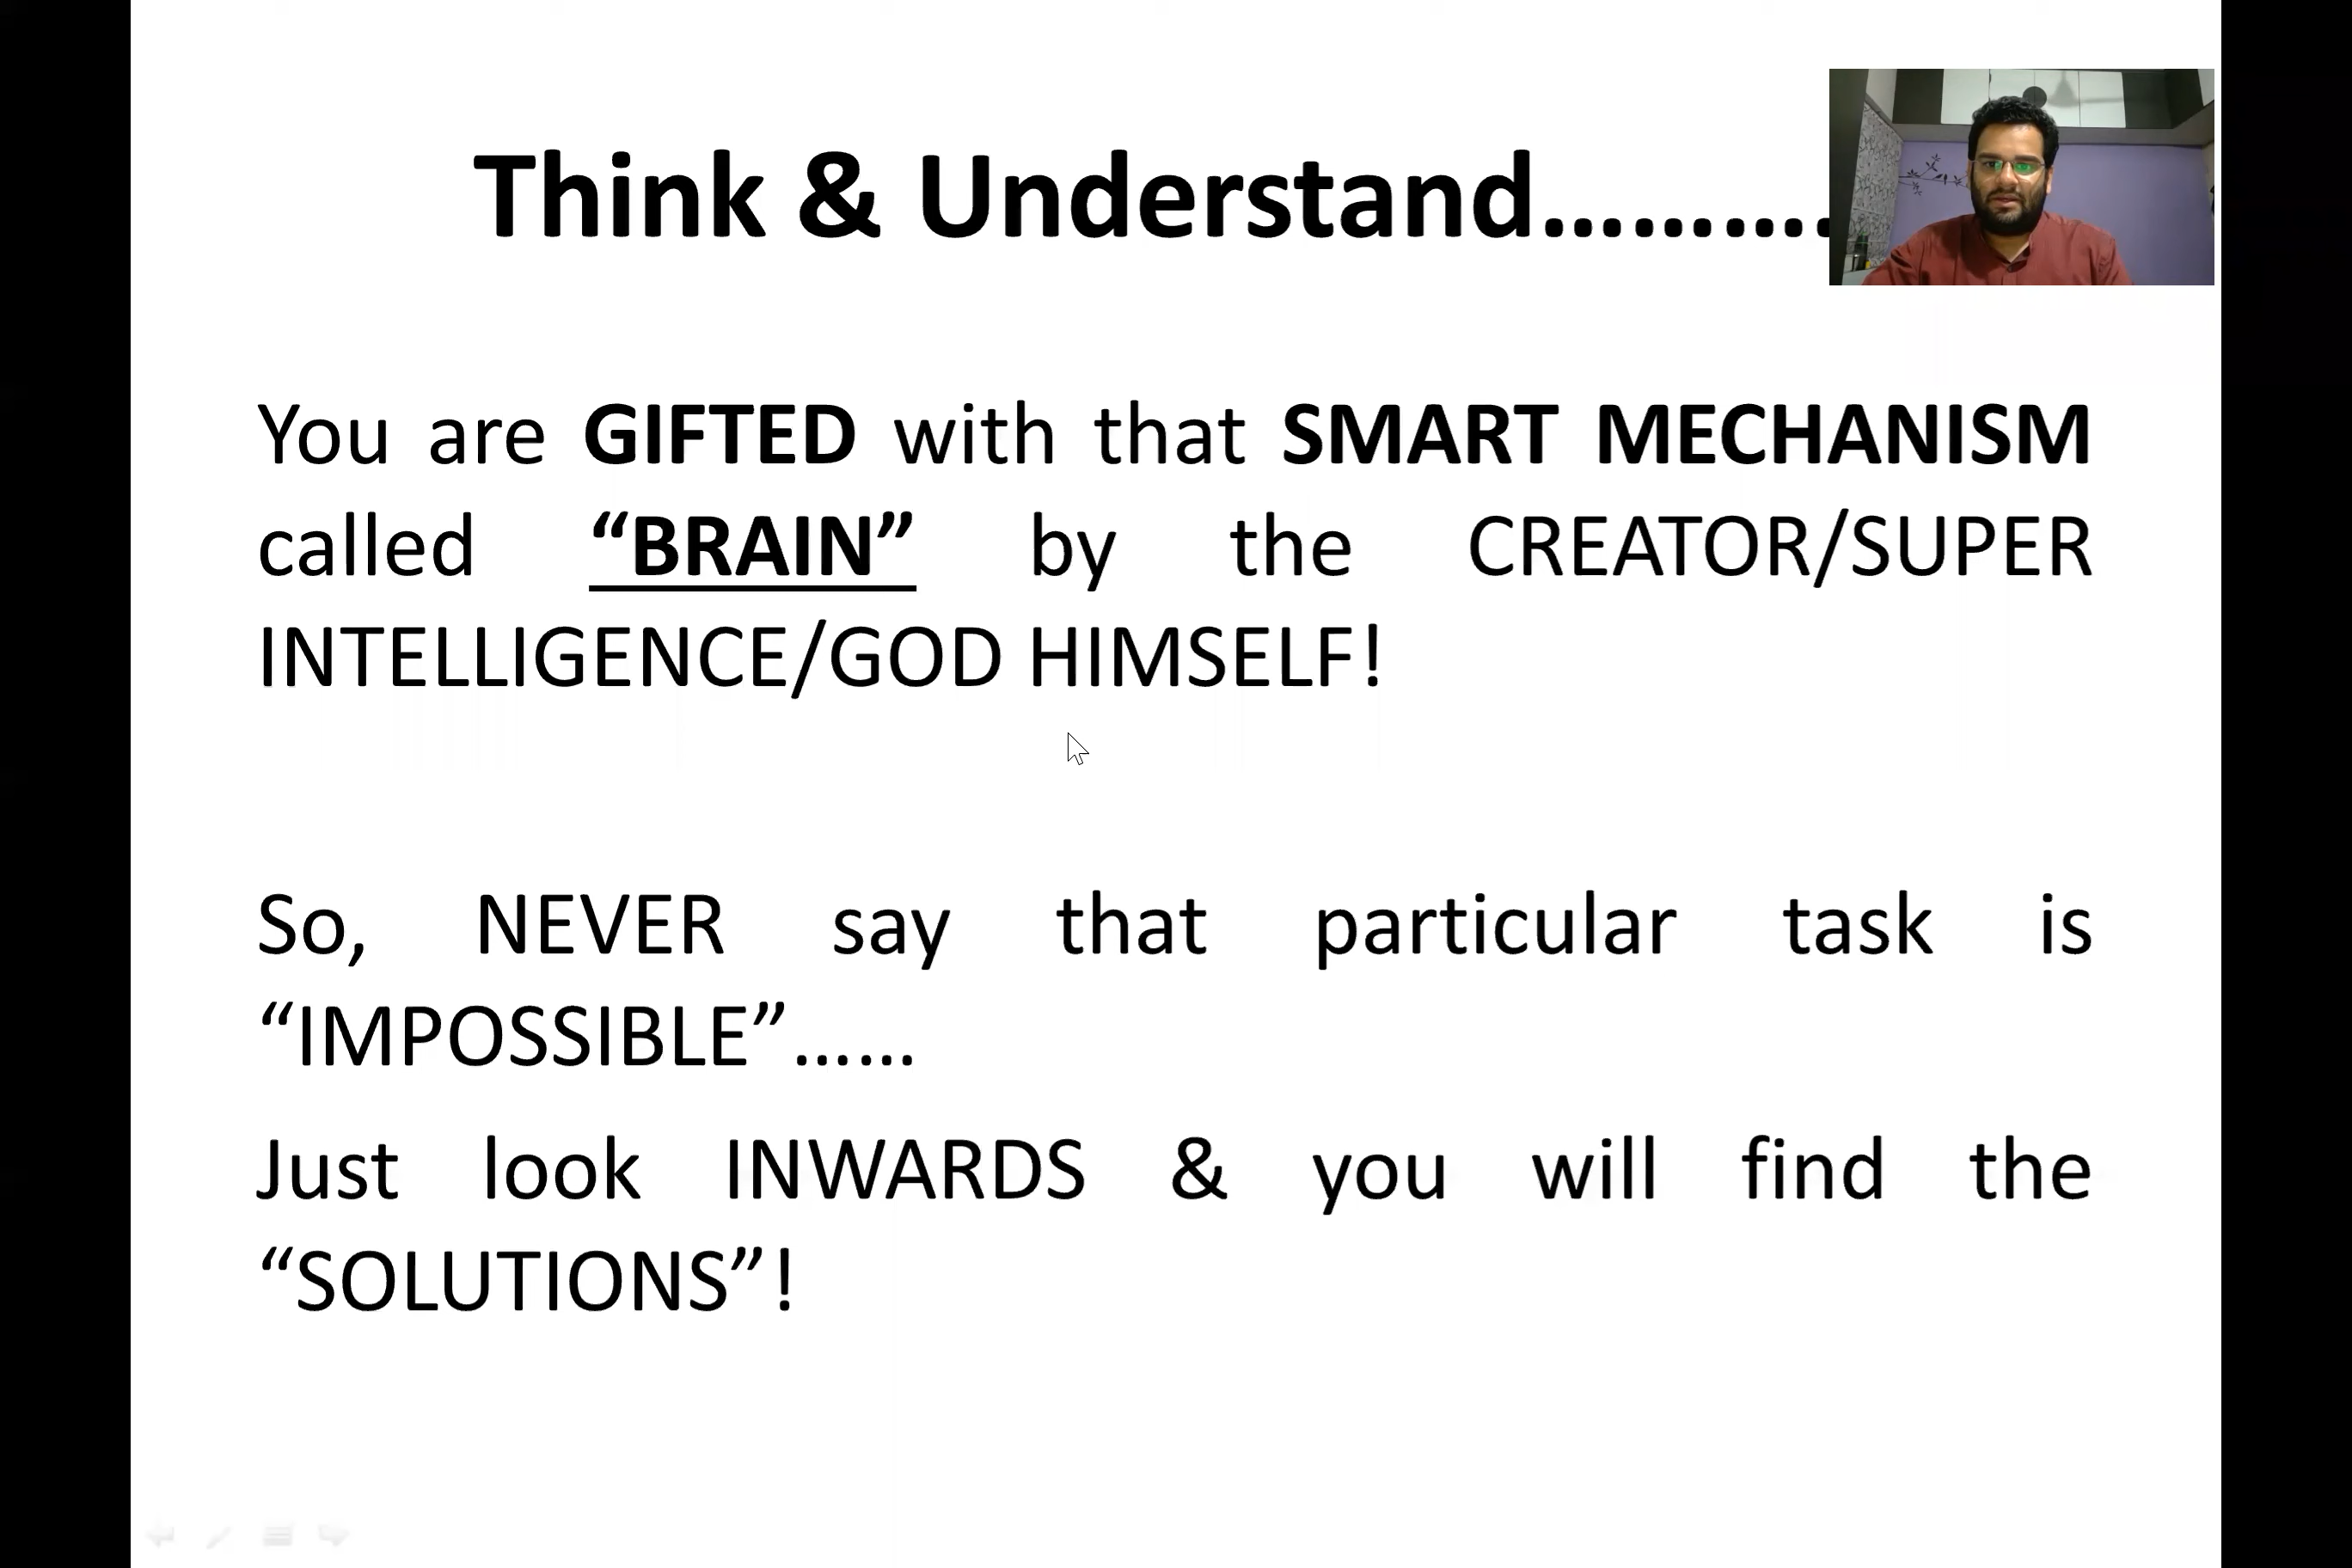 Think & Understand...........
You are GIFTED with that SMART MECHANISM
called “BRAIN” by the CREATOR/SUPER
INTELLIGENCE/GOD HIMSELF!
So, NEVER say that particular task is
“IMPOSSIBLE”......
Just look INWARDS & you will find the
“SOLUTIONS”!